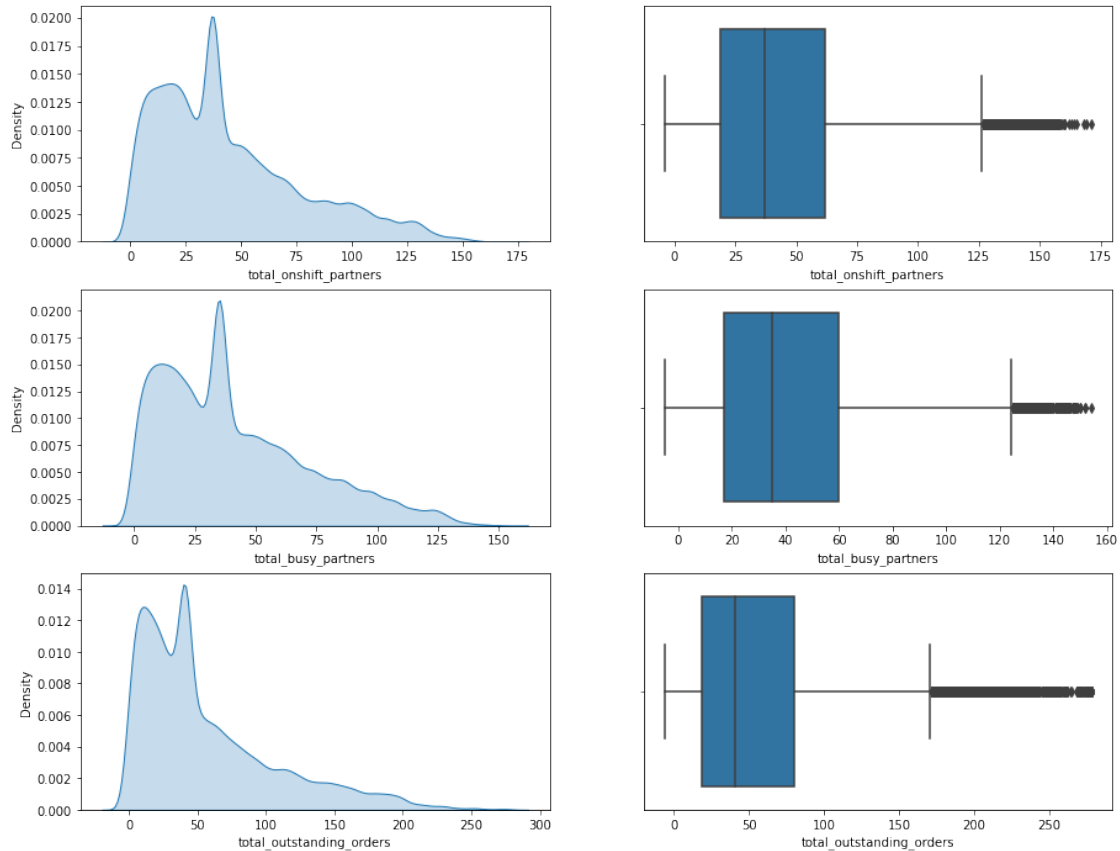 0.0200
0.0175
0.0150
0.0125
0.0100
0.0075
0.0050
0.0025
0.0000
Density
0 25 50 75 100 125 150 175
total_onshift_partners
0 25 50 75 100 125 150 175
total_onshift_partners
0.0200
0.0175
0.0150
0.0125
0.0100
0.0075
0.0050
0.0025
0.0000
Density
0 25 50 75 100 125 150
total_busy_partners
0 20 40 60 80 100 120 140 160
total_busy_partners
0.014
0.012
0.010
0.008
0.006
0.004
0.002
0.000
Density
0 50 100 150 200 250 300
total_outstanding_orders
0 50 100 150 200 250
total_outstanding_orders